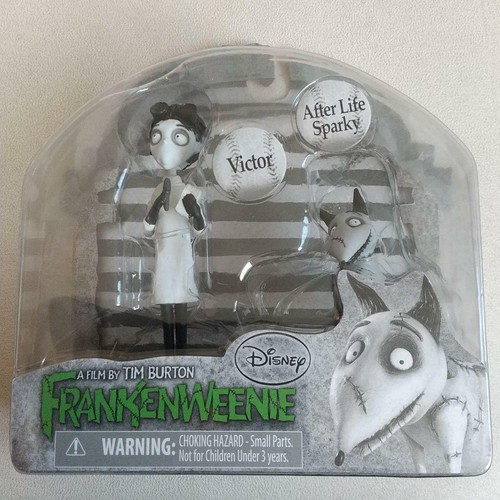 After Life
Sparky
Victor
Disney
A FILM BY TIM BURTON
FRANKENWEENIE
WARNING: CHOKING HAZARD - Small Parts.
Not for Children Under 3 years.